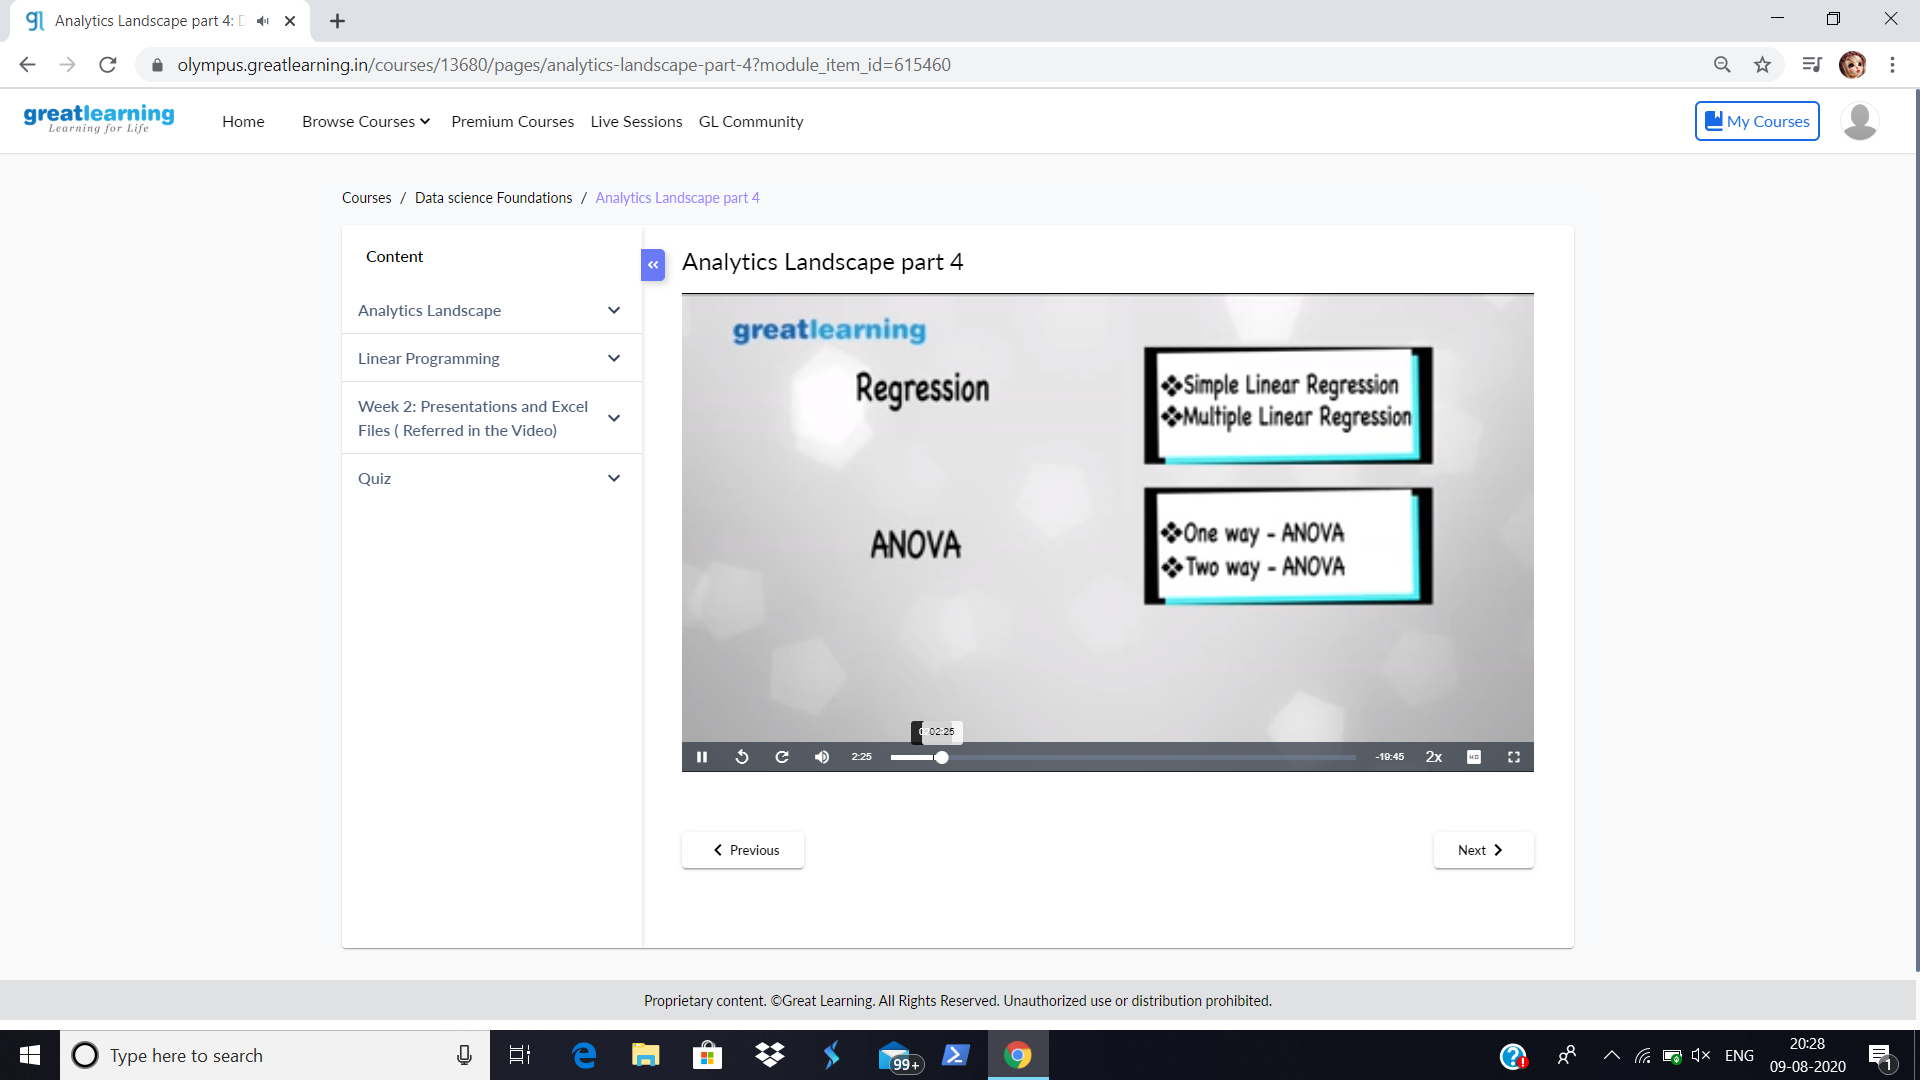 Analytics Landscape part 4: D
olympus.greatlearning.in/courses/13680/pages/analytics-landscape-part-4?module_item_id=615460
greatlearning
Learning for Life
Home
Browse Courses
Premium Courses
Live Sessions
GL Community
My Courses
Courses / Data science Foundations / Analytics Landscape part 4
Content
Analytics Landscape
Linear Programming
Week 2: Presentations and Excel
Files ( Referred in the Video)
Quiz
Analytics Landscape part 4
greatlearning
Regression
❖Simple Linear Regression
❖Multiple Linear Regression
ANOVA
❖One way - ANOVA
❖Two way - ANOVA
02:25
2:25
-19:45
2x
HD
Previous
Next
Proprietary content. ©Great Learning. All Rights Reserved. Unauthorized use or distribution prohibited.
Type here to search
99+
ENG
20:28
09-08-2020
1